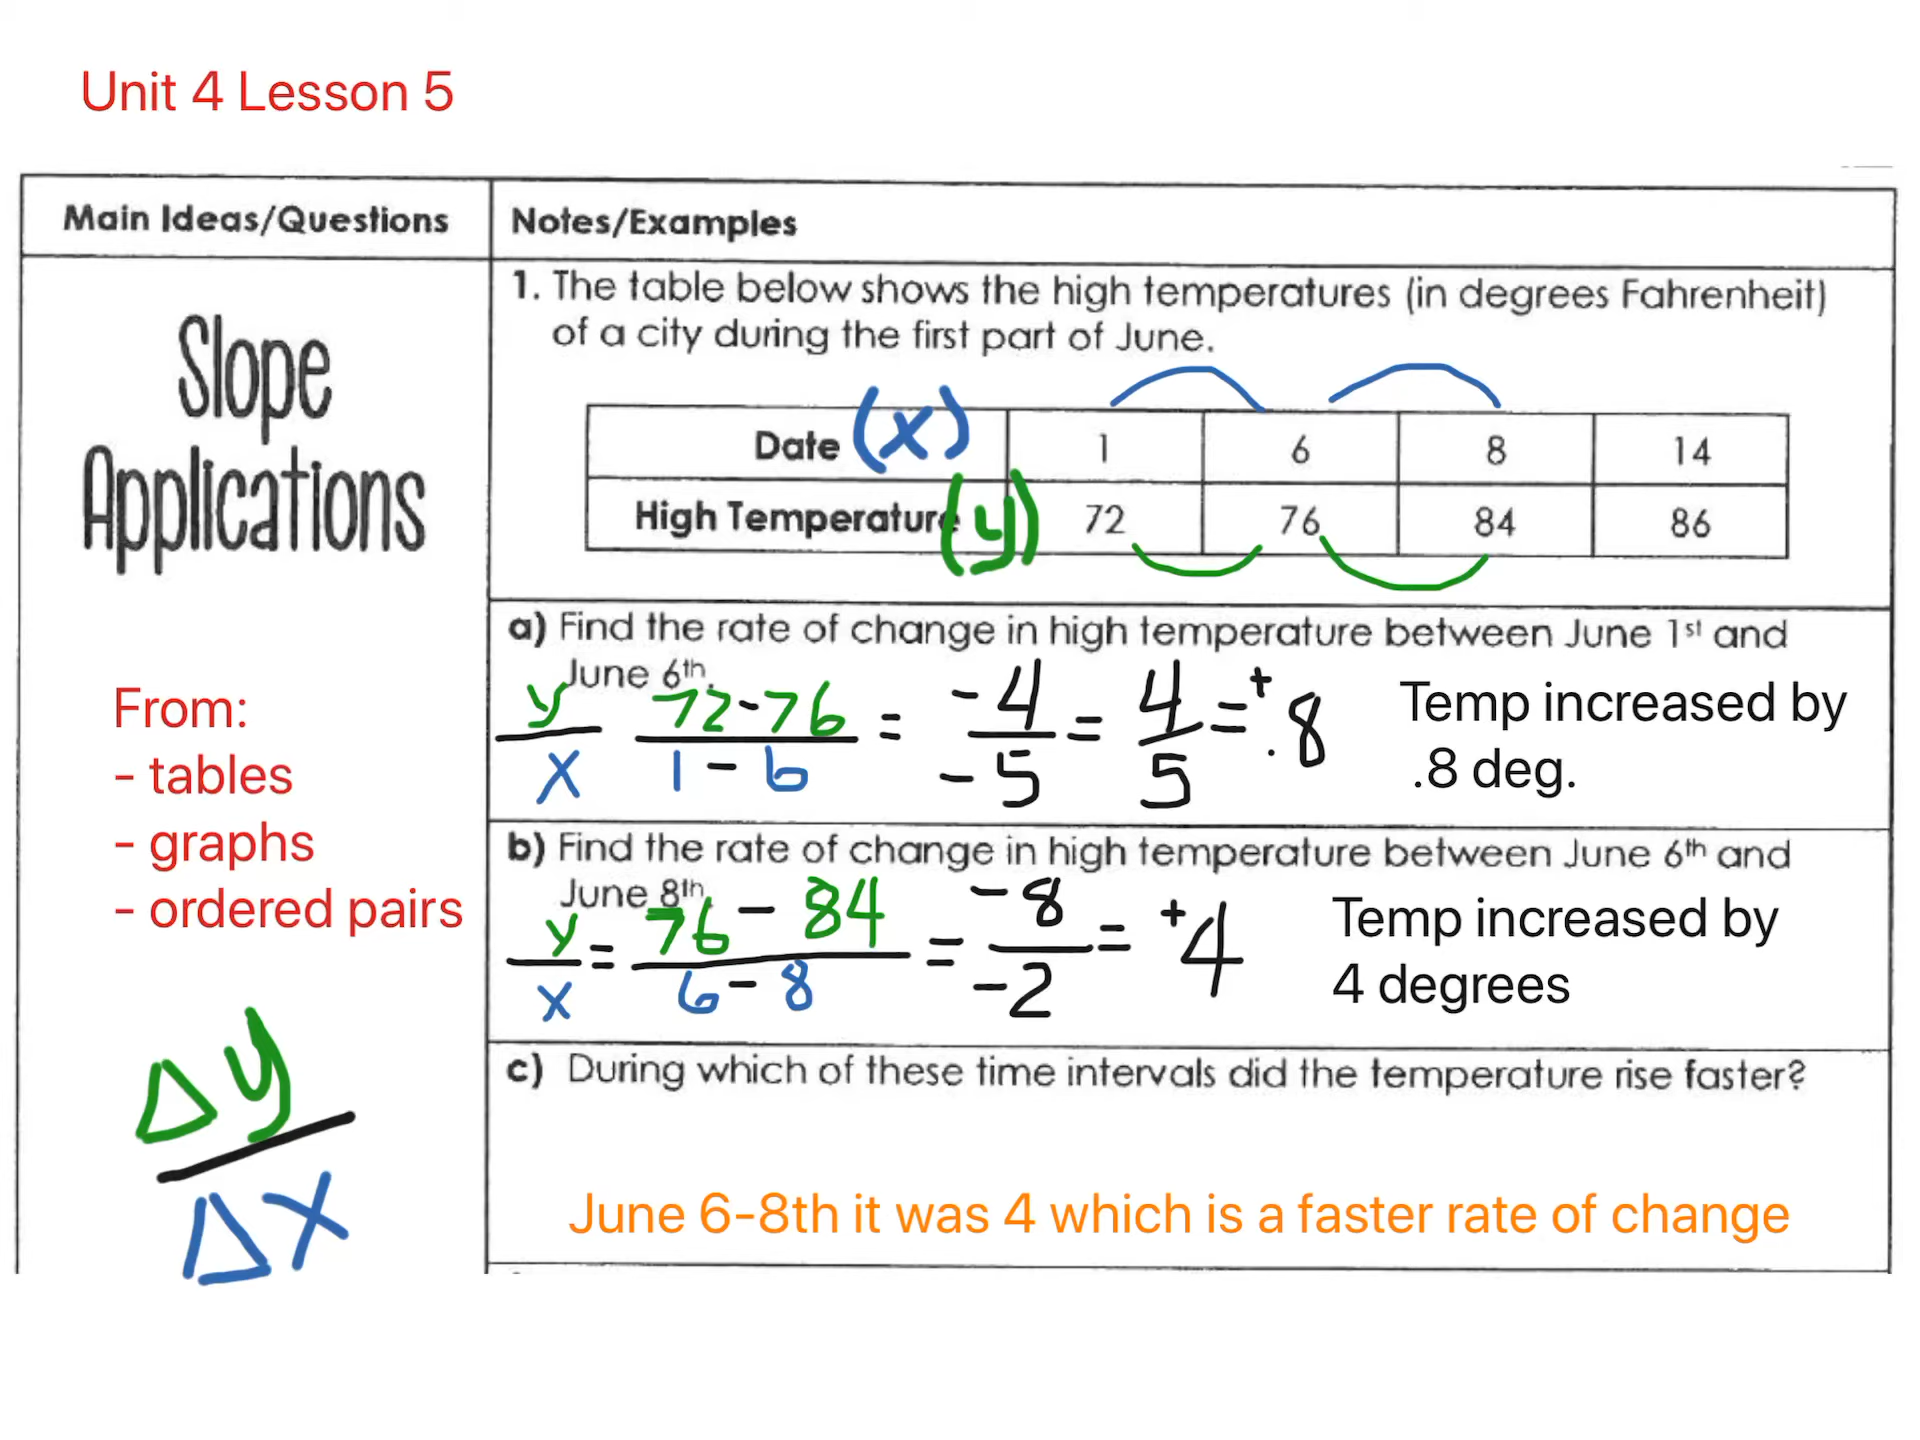 Unit 4 Lesson 5
Main Ideas/Questions
Notes/Examples
Slope
Applications
From:
- tables
- graphs
- ordered pairs
Δy
Δx
1. The table below shows the high temperatures (in degrees Fahrenheit)
of a city during the first part of June.
Date (x) 1 6 8 14
High Temperature (y) 72 76 84 86
a) Find the rate of change in high temperature between June 1st and
June 6th.
y 72-76 = -4 = 4 = + .8
x 1 - 6 -5 5
Temp increased by
.8 deg.
b) Find the rate of change in high temperature between June 6th and
June 8th.
y = 76 - 84 = -8 = +4
x 6 - 8 -2
Temp increased by
4 degrees
c) During which of these time intervals did the temperature rise faster?
June 6-8th it was 4 which is a faster rate of change